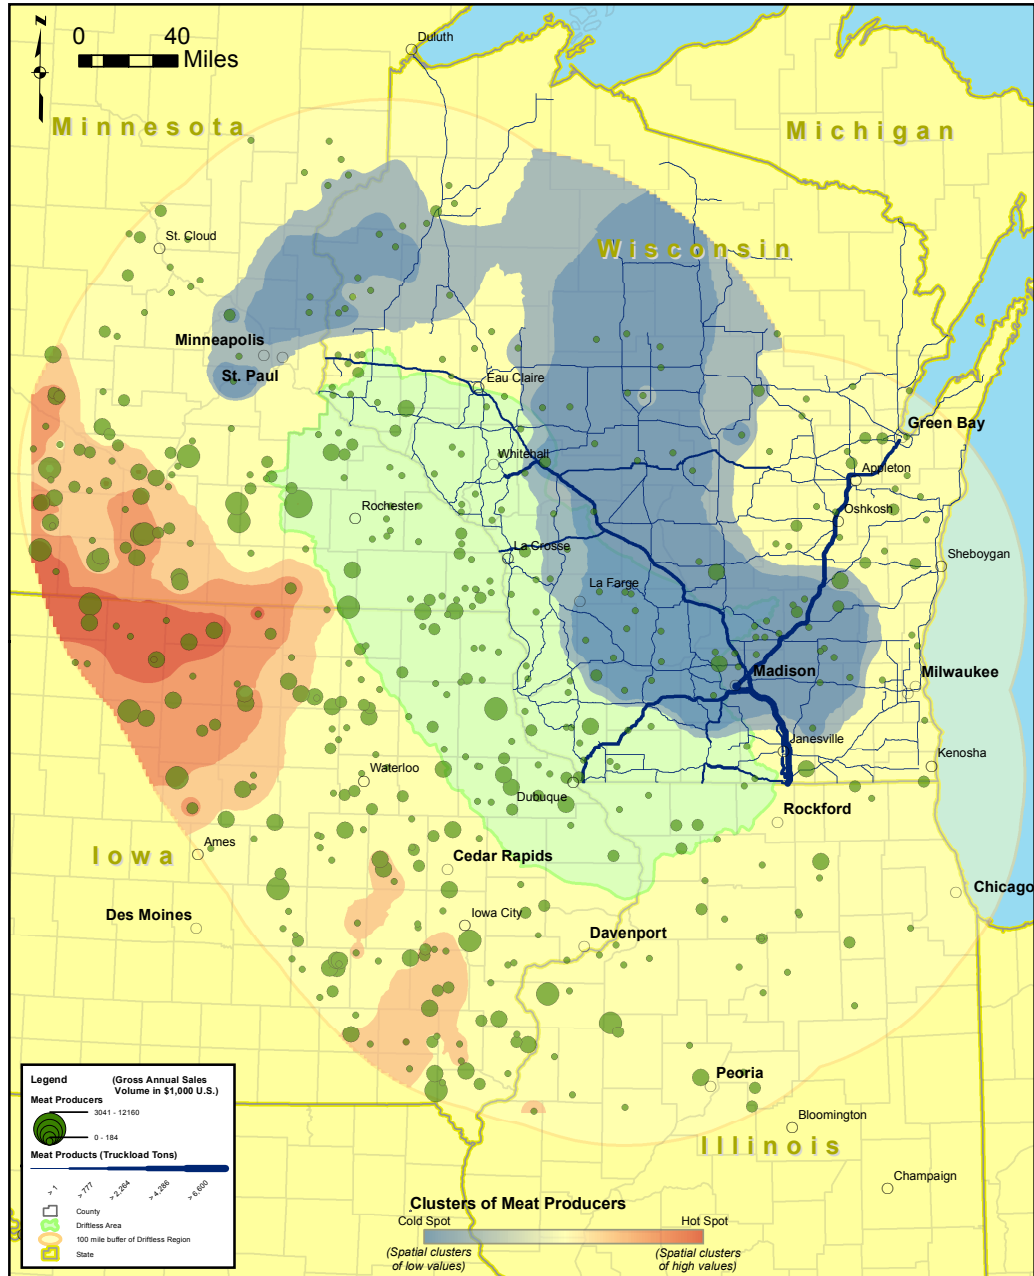 N
0 40
Miles
Duluth
Minnesota
Michigan
St. Cloud
Wisconsin
Minneapolis
St. Paul
Eau Claire
Green Bay
Whitehall
Appleton
Rochester
Oshkosh
La Crosse
Sheboygan
La Farge
Madison
Milwaukee
Janesville
Kenosha
Waterloo
Dubuque
Rockford
Iowa
Ames
Cedar Rapids
Chicago
Des Moines
Iowa City
Davenport
Peoria
Bloomington
Illinois
Champaign
Legend (Gross Annual Sales
Volume in $1,000 U.S.)
Meat Producers
3041 - 12160
0 - 184
Meat Products (Truckload Tons)
> 1 > 777 > 2,264 > 4,286 > 6,600
County
Driftless Area
100 mile buffer of Driftless Region
State
Clusters of Meat Producers
Cold Spot Hot Spot
(Spatial clusters (Spatial clusters
of low values) of high values)